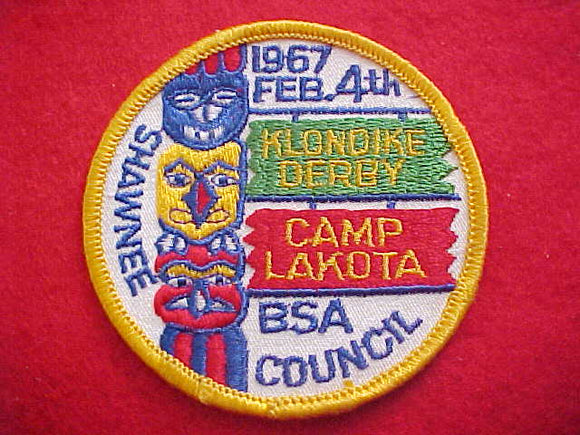 1967
FEB. 4th
KLONDIKE
DERBY
CAMP
LAKOTA
SHAWNEE
BSA
COUNCIL